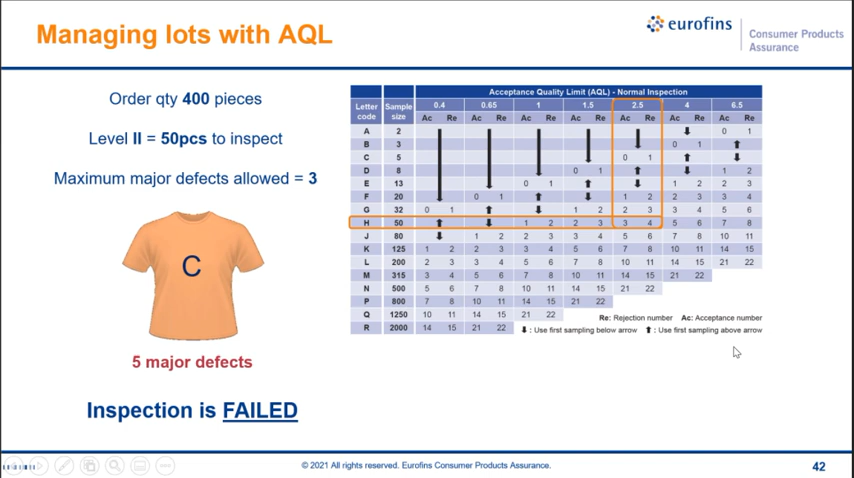 Managing lots with AQL
eurofins
Consumer Products
Assurance
Order qty 400 pieces
Level II = 50pcs to inspect
Maximum major defects allowed = 3
C
5 major defects
Inspection is FAILED
Acceptance Quality Limit (AQL) - Normal Inspection
Letter code Sample size 0.4 0.65 1 1.5 2.5 4 6.5
Ac Re Ac Re Ac Re Ac Re Ac Re Ac Re Ac Re
A 2 ⬇ ⬇ ⬇ ⬇ ⬇ ⬇ 0 1
B 3 0 1 ⬆
C 5 0 1 ⬆ ⬇
D 8 0 1 ⬆ ⬇ 1 2
E 13 0 1 ⬆ ⬇ 1 2 2 3
F 20 0 1 ⬆ ⬇ 1 2 2 3 3 4
G 32 0 1 ⬆ ⬇ 1 2 2 3 3 4 5 6
H 50 ⬆ ⬇ 1 2 2 3 3 4 5 6 7 8
J 80 ⬇ 1 2 2 3 3 4 5 6 7 8 10 11
K 125 1 2 2 3 3 4 5 6 7 8 10 11 14 15
L 200 2 3 3 4 5 6 7 8 10 11 14 15 21 22
M 315 3 4 5 6 7 8 10 11 14 15 21 22
N 500 5 6 7 8 10 11 14 15 21 22
P 800 7 8 10 11 14 15 21 22
Q 1250 10 11 14 15 21 22
R 2000 14 15 21 22
Re: Rejection number Ac: Acceptance number
⬇ : Use first sampling below arrow ⬆ : Use first sampling above arrow
© 2021 All rights reserved. Eurofins Consumer Products Assurance.
42